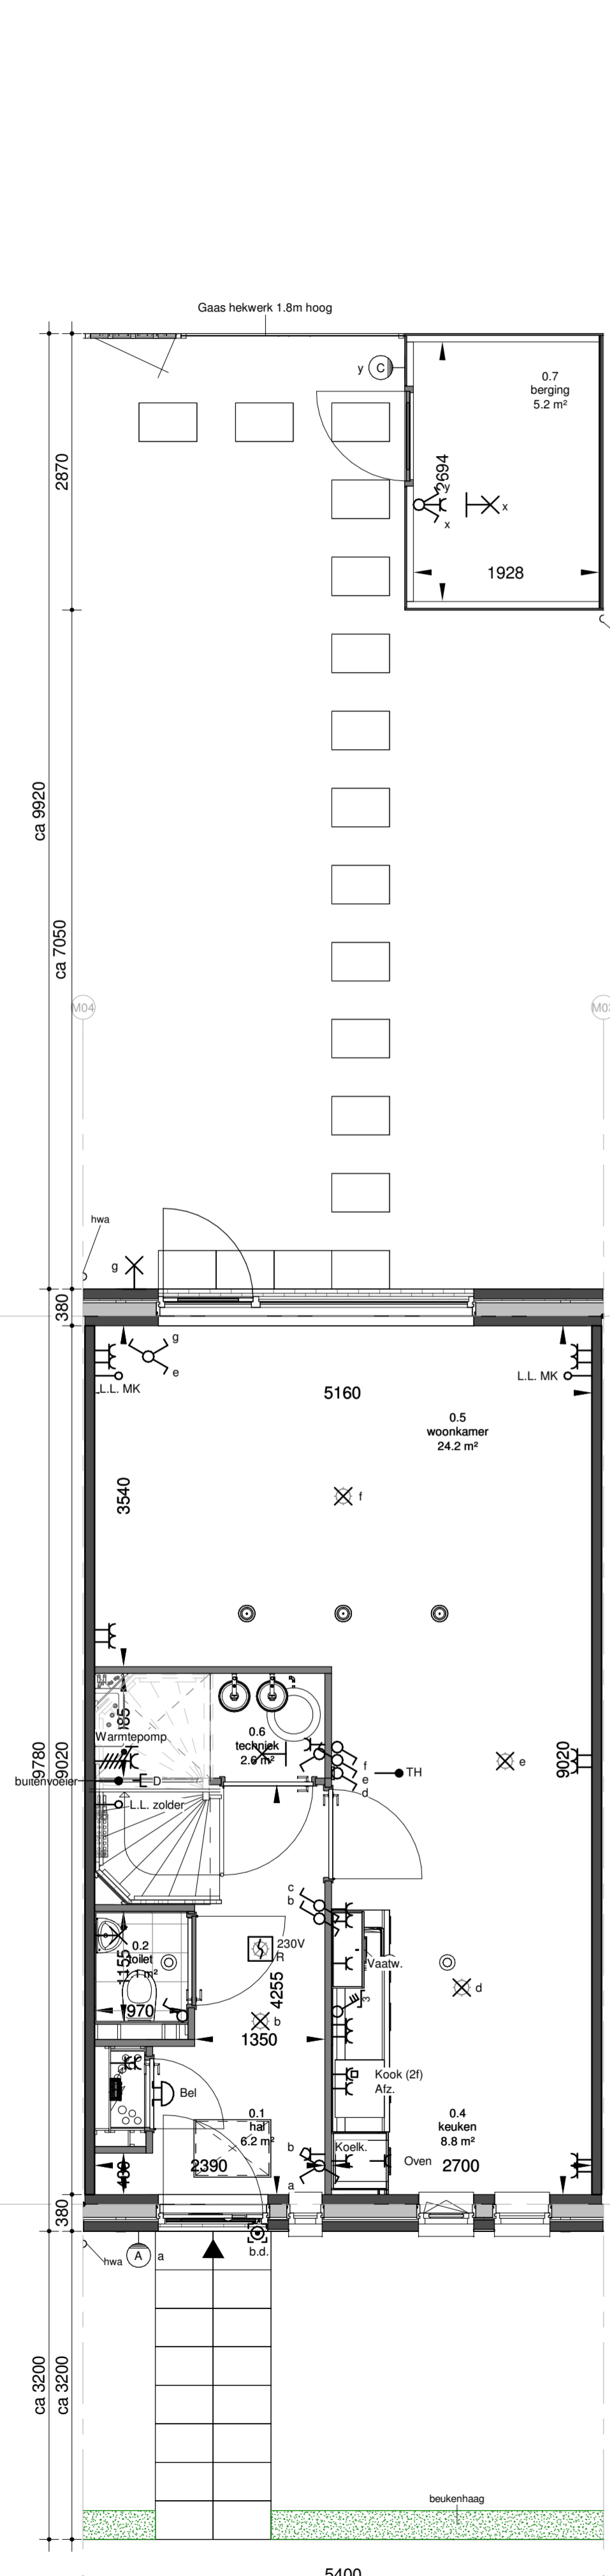 Gaas hekwerk 1.8m hoog
y
C
0.7
berging
5.2 m²
2870
2694
y
x
x
1928
ca 9920
ca 7050
M04
hwa
g
380
g
e
L.L. MK
L.L. MK
5160
0.5
woonkamer
24.2 m²
3540
f
0.6
techniek
2.6 m²
Warmtepomp
buitenvoeler
D
L.L. zolder
9780
9020
9020
f
e
d
TH
e
c
b
230V
R
0.2
toilet
1155
970
4255
b
1350
Vaatw.
3
d
Bel
Kook (2f)
Afz.
0.1
hal
6.2 m²
0.4
keuken
8.8 m²
b
a
Koelk.
Oven
2390
2700
380
hwa
A
a
b.d.
ca 3200
ca 3200
beukenhaag
5400